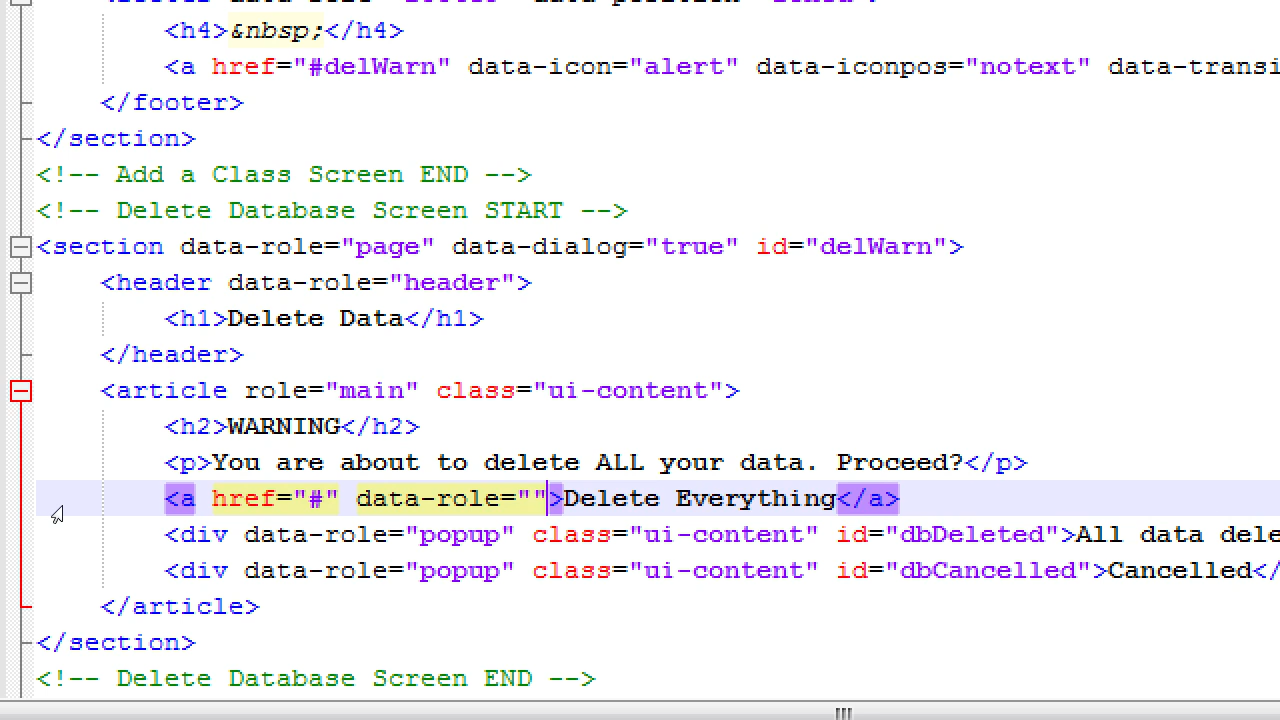 <h4>&nbsp;</h4>
<a href="#delWarn" data-icon="alert" data-iconpos="notext"
</footer>
</section>
<!-- Add a Class Screen END -->
<!-- Delete Database Screen START -->
<section data-role="page" data-dialog="true" id="delWarn">
<header data-role="header">
<h1>Delete Data</h1>
</header>
<article role="main" class="ui-content">
<h2>WARNING</h2>
<p>You are about to delete ALL your data. Proceed?</p>
<a href="#" data-role="">Delete Everything</a>
<div data-role="popup" class="ui-content" id="dbDeleted">All data
<div data-role="popup" class="ui-content" id="dbCancelled">Cancelled</
</article>
</section>
<!-- Delete Database Screen END -->